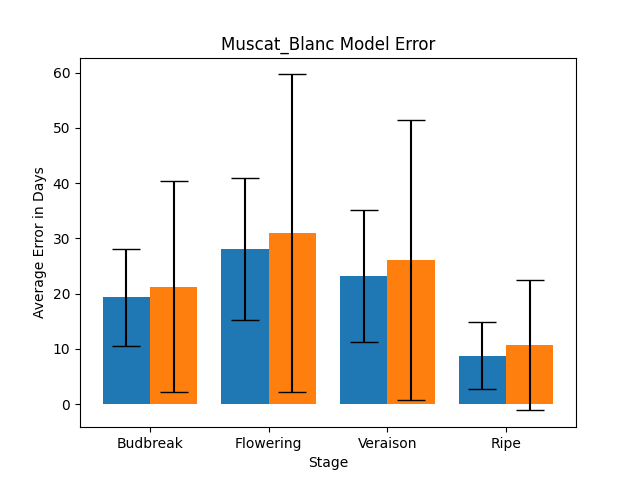 Muscat_Blanc Model Error
Average Error in Days
60
50
40
30
20
10
0
Budbreak Flowering Veraison Ripe
Stage